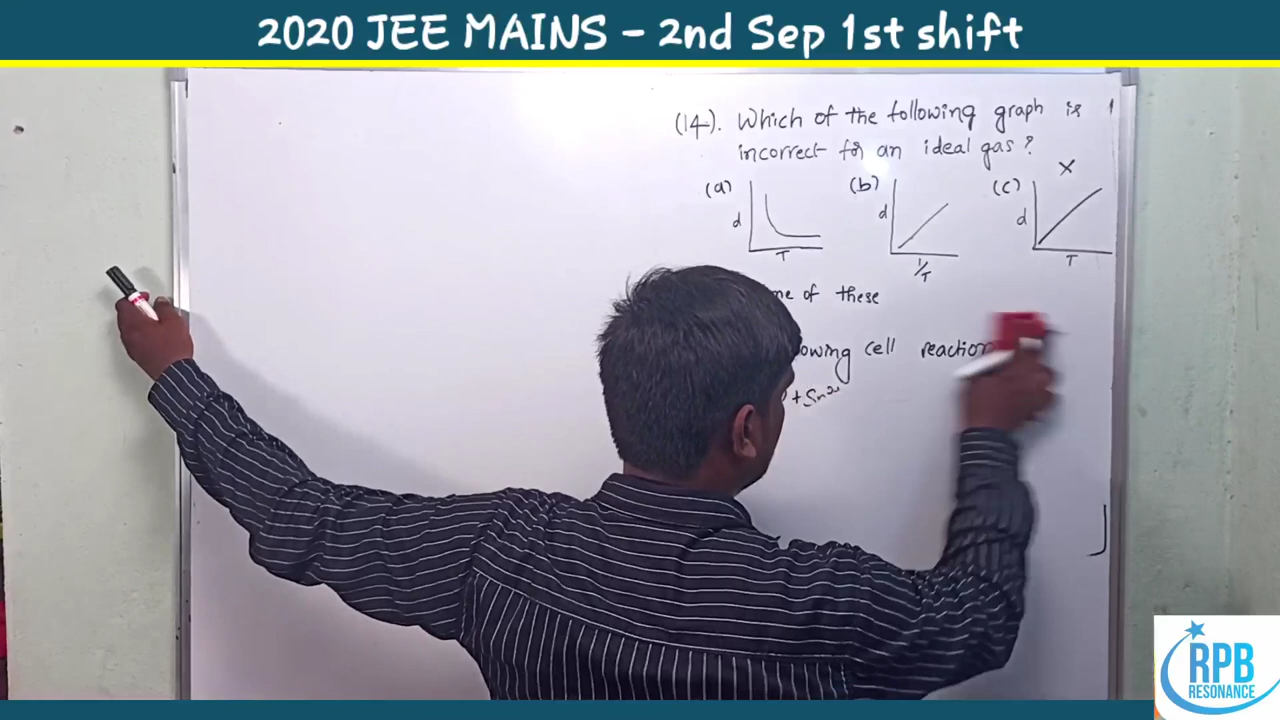 2020 JEE MAINS - 2nd Sep 1st shift
(14). Which of the following graph is
incorrect for an ideal gas?
(a) d T (b) d 1/T (c) d T X
of these
cell reaction
+ Sn
RPB
RESONANCE